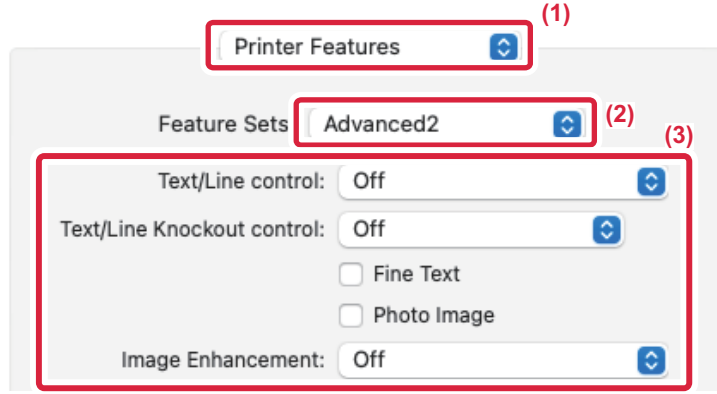 (1)
Printer Features
Feature Sets Advanced2 (2)
(3)
Text/Line control: Off
Text/Line Knockout control: Off
Fine Text
Photo Image
Image Enhancement: Off